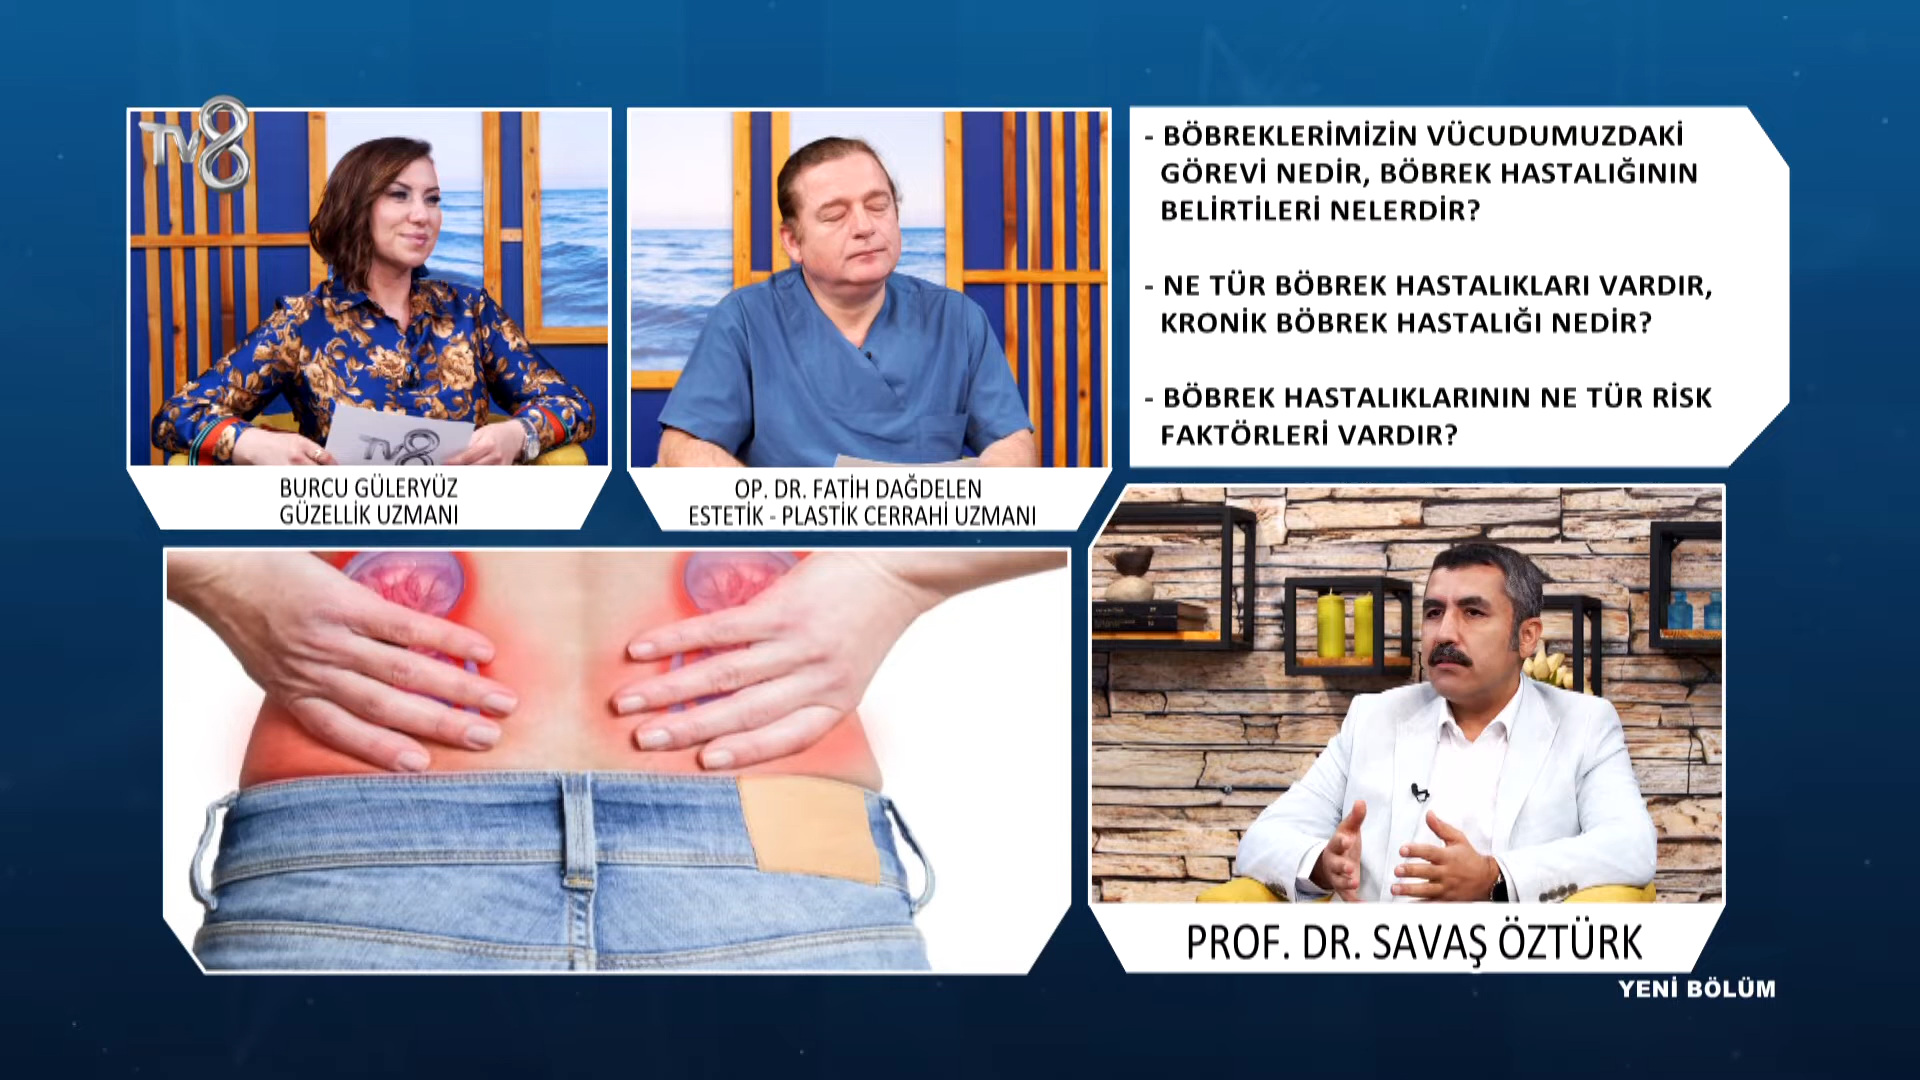 TV8
- BÖBREKLERİMİZİN VÜCUDUMUZDAKİ
GÖREVİ NEDİR, BÖBREK HASTALIĞININ
BELİRTİLERİ NELERDİR?
- NE TÜR BÖBREK HASTALIKLARI VARDIR,
KRONİK BÖBREK HASTALIĞI NEDİR?
- BÖBREK HASTALIKLARININ NE TÜR RİSK
FAKTÖRLERİ VARDIR?
TV8
BURCU GÜLERYÜZ
GÜZELLİK UZMANI
OP. DR. FATİH DAĞDELEN
ESTETİK - PLASTİK CERRAHİ UZMANI
PROF. DR. SAVAŞ ÖZTÜRK
YENİ BÖLÜM